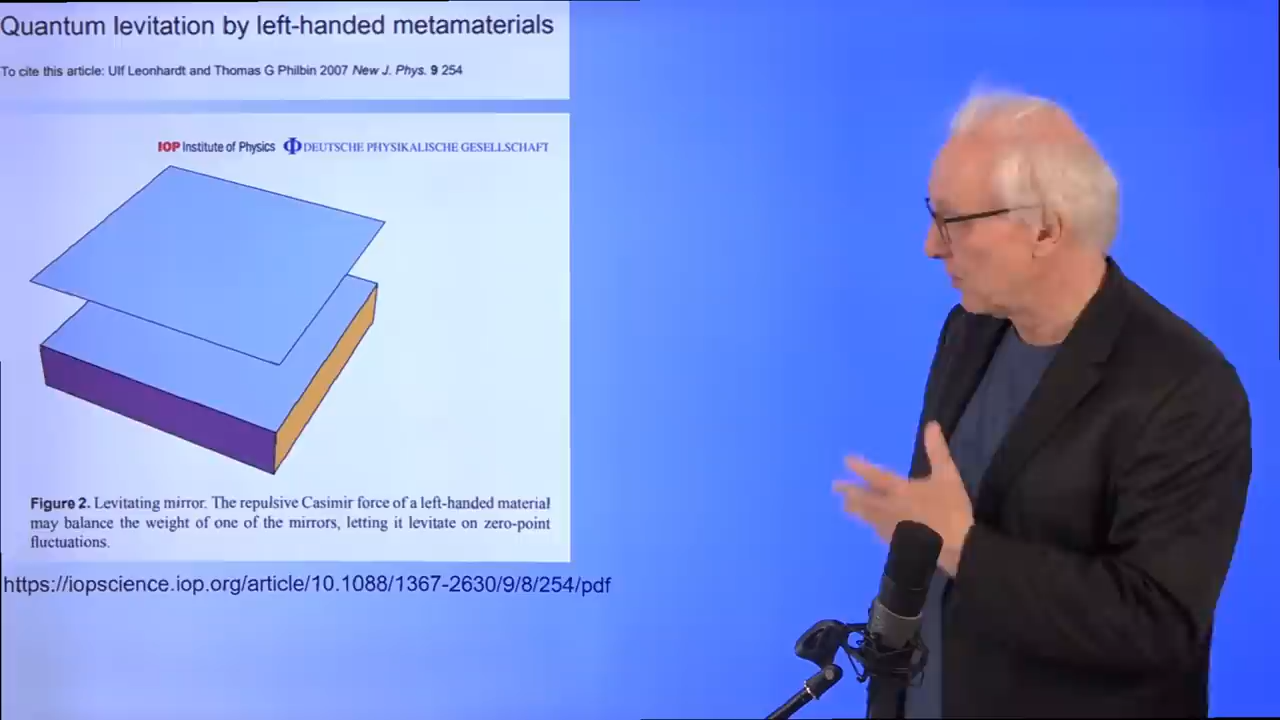 Quantum levitation by left-handed metamaterials
To cite this article: Ulf Leonhardt and Thomas G Philbin 2007 New J. Phys. 9 254
IOP Institute of Physics Φ DEUTSCHE PHYSIKALISCHE GESELLSCHAFT
Figure 2. Levitating mirror. The repulsive Casimir force of a left-handed material
may balance the weight of one of the mirrors, letting it levitate on zero-point
fluctuations.
https://iopscience.iop.org/article/10.1088/1367-2630/9/8/254/pdf